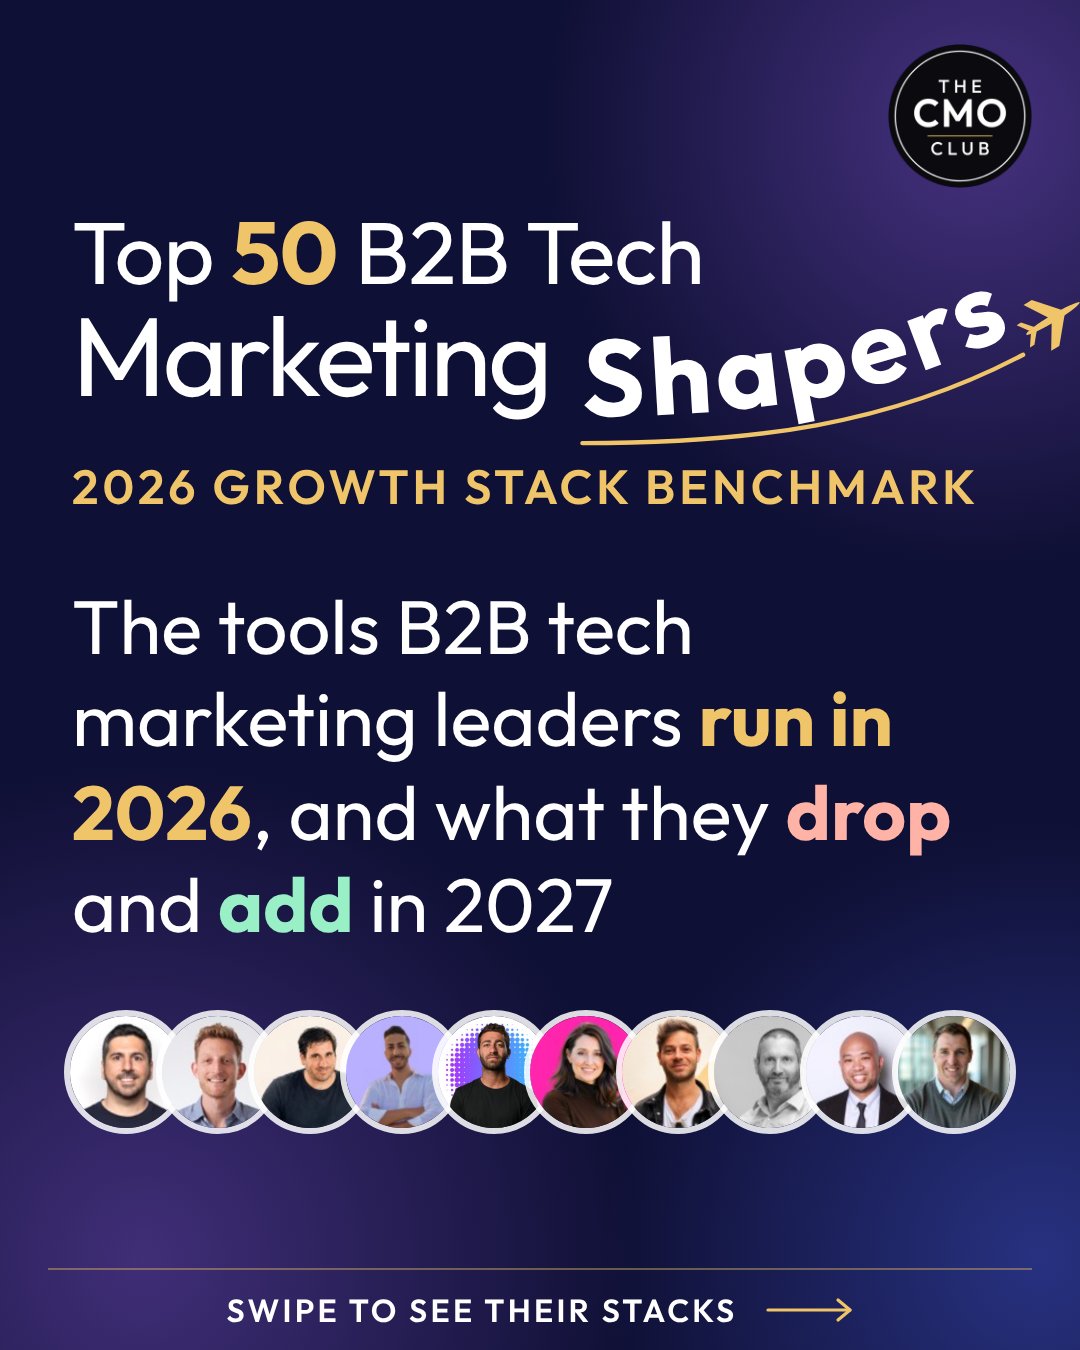 THE
CMO
CLUB
Top 50 B2B Tech
Marketing Shapers
2026 GROWTH STACK BENCHMARK
The tools B2B tech
marketing leaders run in
2026, and what they drop
and add in 2027
SWIPE TO SEE THEIR STACKS